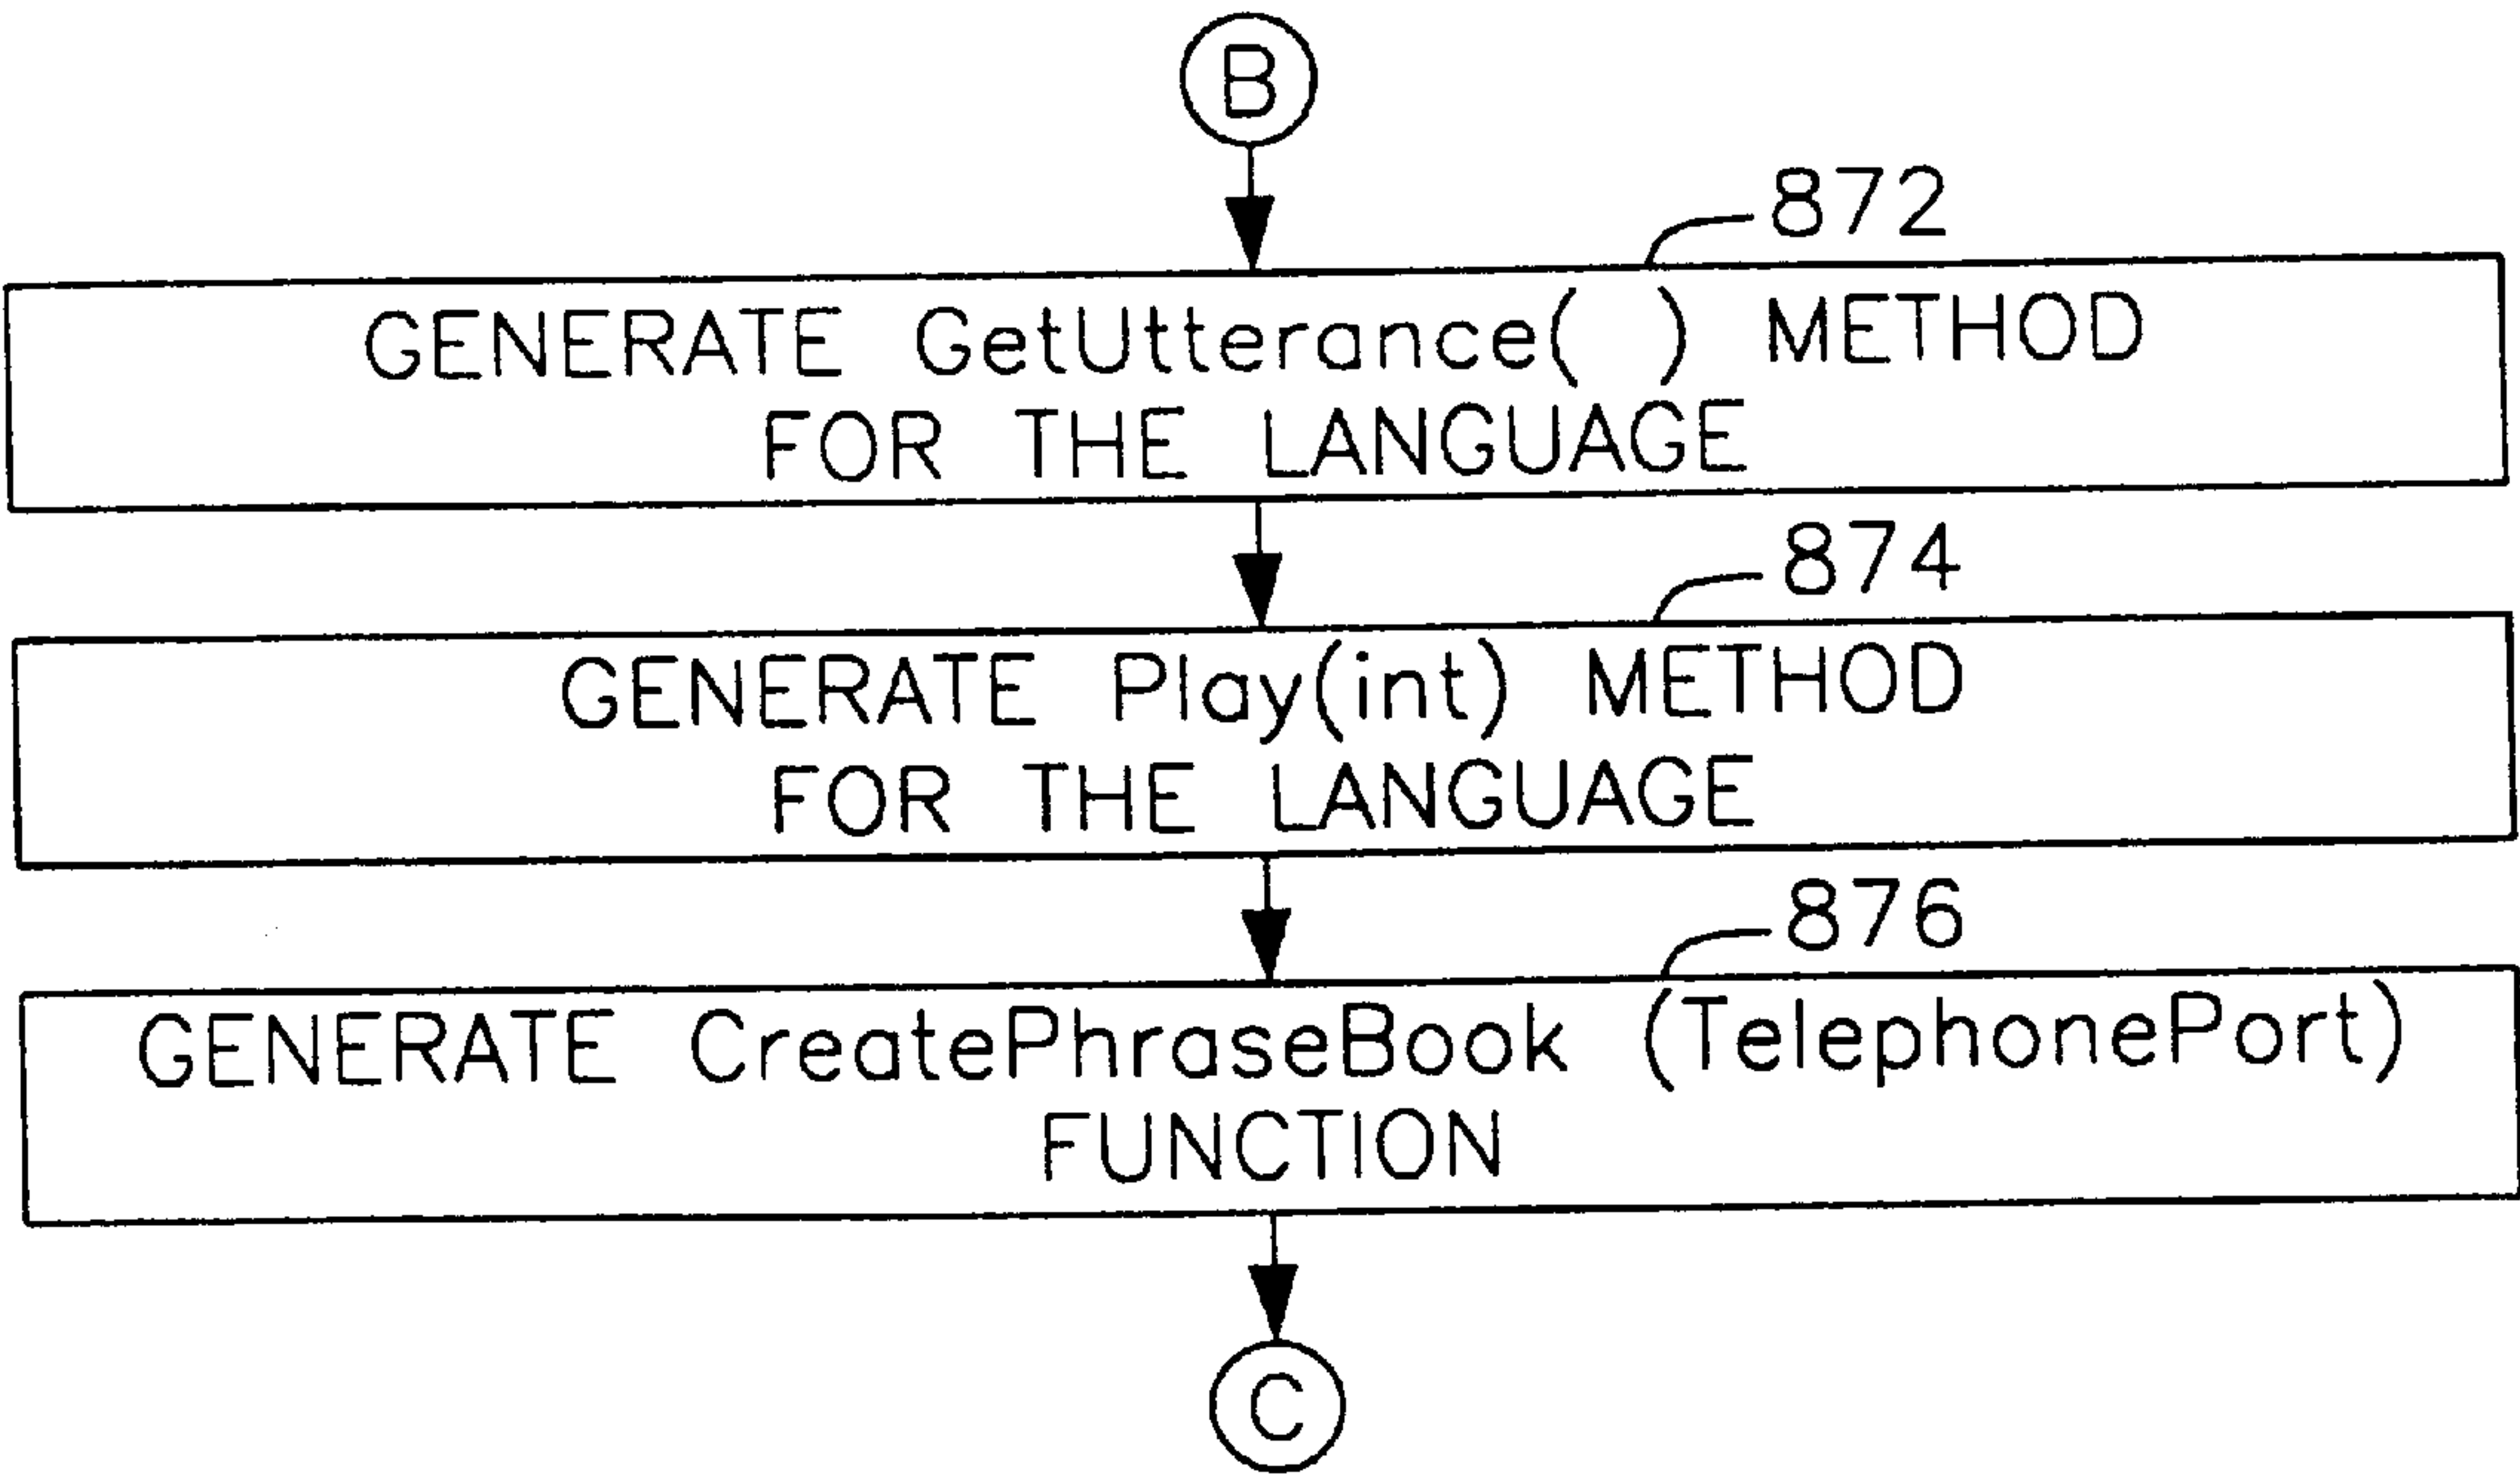 B
872
GENERATE GetUtterance( ) METHOD
FOR THE LANGUAGE
874
GENERATE Play(int) METHOD
FOR THE LANGUAGE
876
GENERATE CreatePhraseBook (TelephonePort)
FUNCTION
C